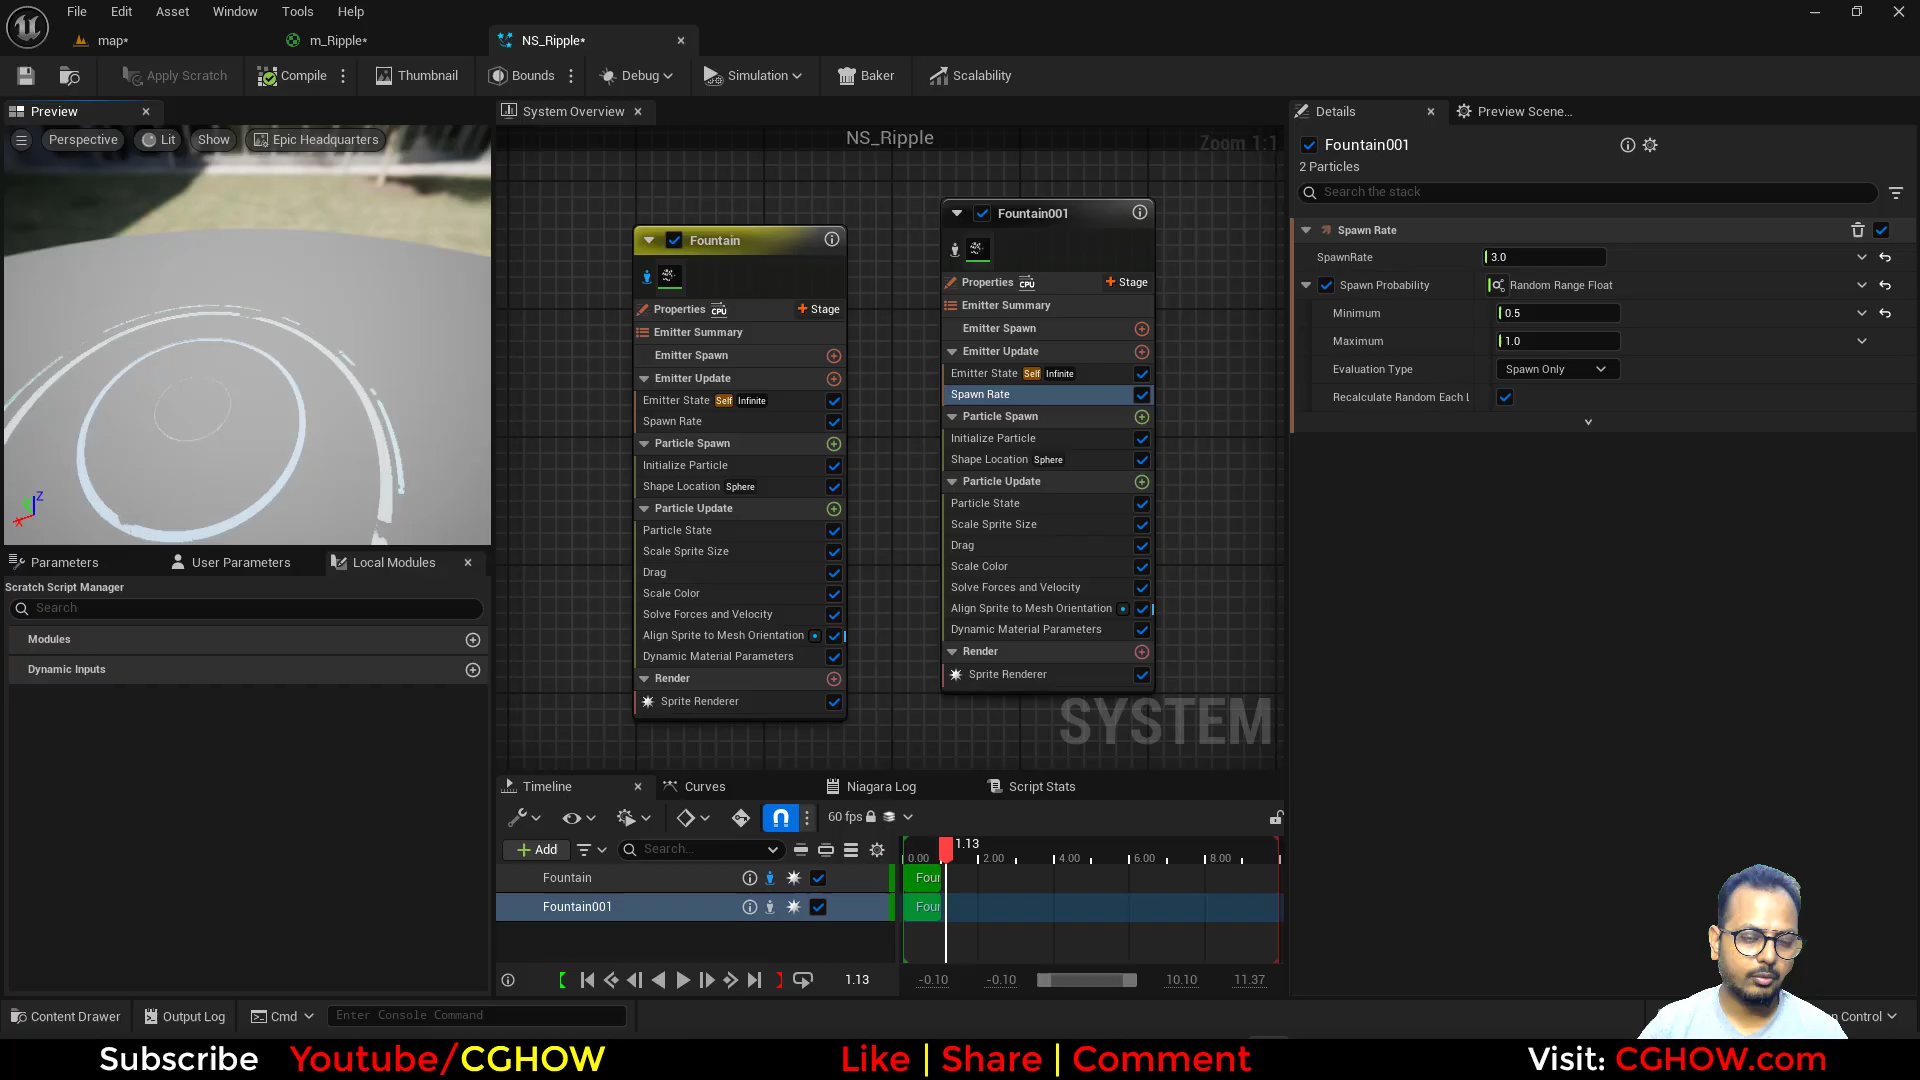 File Edit Asset Window Tools Help
map* m_Ripple* NS_Ripple*
Apply Scratch Compile Thumbnail Bounds Debug Simulation Baker Scalability
Preview System Overview Details Preview Scene...
Perspective Lit Show Epic Headquarters
NS_Ripple
Zoom 1:1
Fountain001
2 Particles
Search the stack
Spawn Rate
SpawnRate 3.0
Spawn Probability Random Range Float
Minimum 0.5
Maximum 1.0
Evaluation Type Spawn Only
Recalculate Random Each L
Fountain
Properties CPU Stage
Emitter Summary
Emitter Spawn
Emitter Update
Emitter State Self Infinite
Spawn Rate
Particle Spawn
Initialize Particle
Shape Location Sphere
Particle Update
Particle State
Scale Sprite Size
Drag
Scale Color
Solve Forces and Velocity
Align Sprite to Mesh Orientation
Dynamic Material Parameters
Render
Sprite Renderer
Fountain001
Properties CPU Stage
Emitter Summary
Emitter Spawn
Emitter Update
Emitter State Self Infinite
Spawn Rate
Particle Spawn
Initialize Particle
Shape Location Sphere
Particle Update
Particle State
Scale Sprite Size
Drag
Scale Color
Solve Forces and Velocity
Align Sprite to Mesh Orientation
Dynamic Material Parameters
Render
Sprite Renderer
SYSTEM
Z
X
Parameters User Parameters Local Modules
Scratch Script Manager
Search
Modules
Dynamic Inputs
Timeline Curves Niagara Log Script Stats
60 fps
Add Search...
1.13
0.00 2.00 4.00 6.00 8.00
Fountain Foun
Fountain001 Foun
1.13 -0.10 -0.10 10.10 11.37
Content Drawer Output Log Cmd Enter Console Command Control
Subscribe Youtube/CGHOW Like | Share | Comment Visit: CGHOW.com